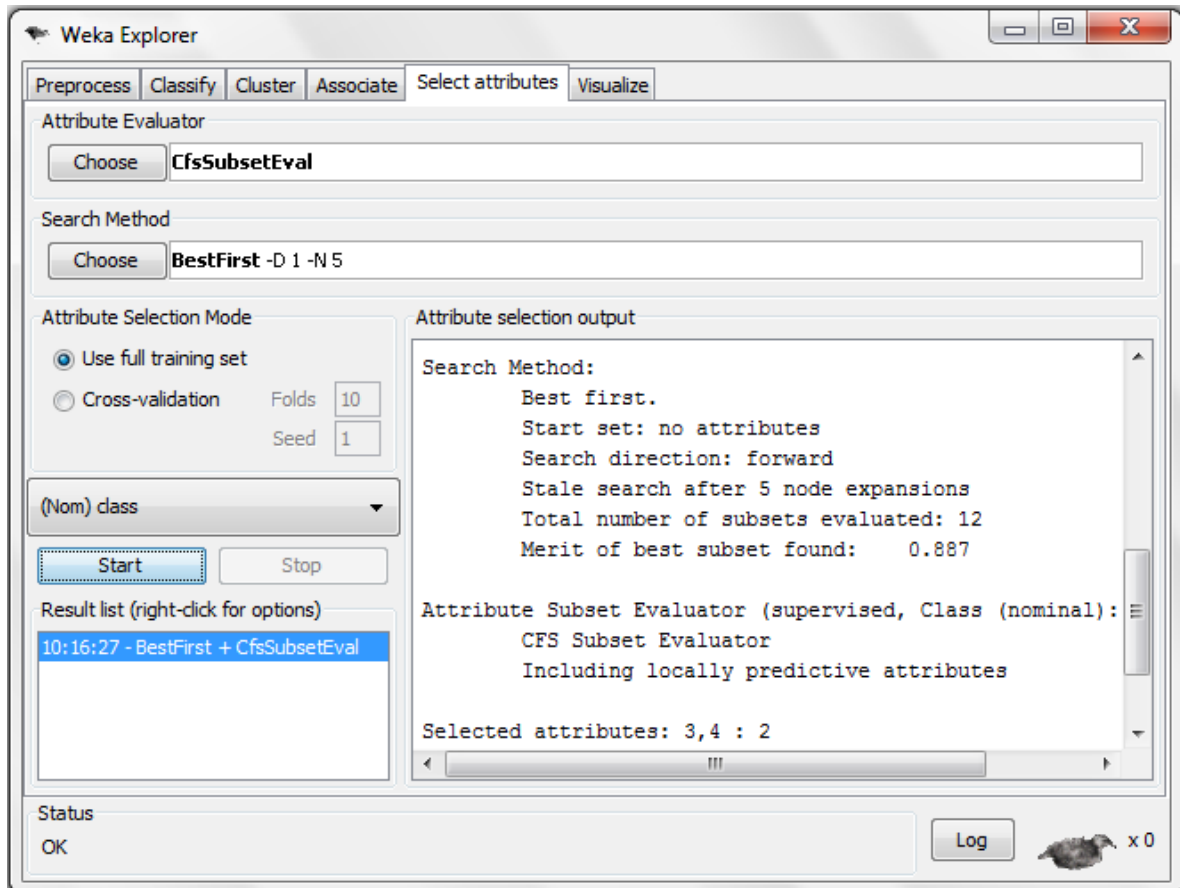 Weka Explorer
Preprocess Classify Cluster Associate Select attributes Visualize
Attribute Evaluator
Choose CfsSubsetEval
Search Method
Choose BestFirst -D 1 -N 5
Attribute Selection Mode
Use full training set
Cross-validation Folds 10
Seed 1
(Nom) class
Start Stop
Result list (right-click for options)
10:16:27 - BestFirst + CfsSubsetEval
Attribute selection output
Search Method:
Best first.
Start set: no attributes
Search direction: forward
Stale search after 5 node expansions
Total number of subsets evaluated: 12
Merit of best subset found: 0.887
Attribute Subset Evaluator (supervised, Class (nominal):
CFS Subset Evaluator
Including locally predictive attributes
Selected attributes: 3,4 : 2
Status
OK
Log x 0